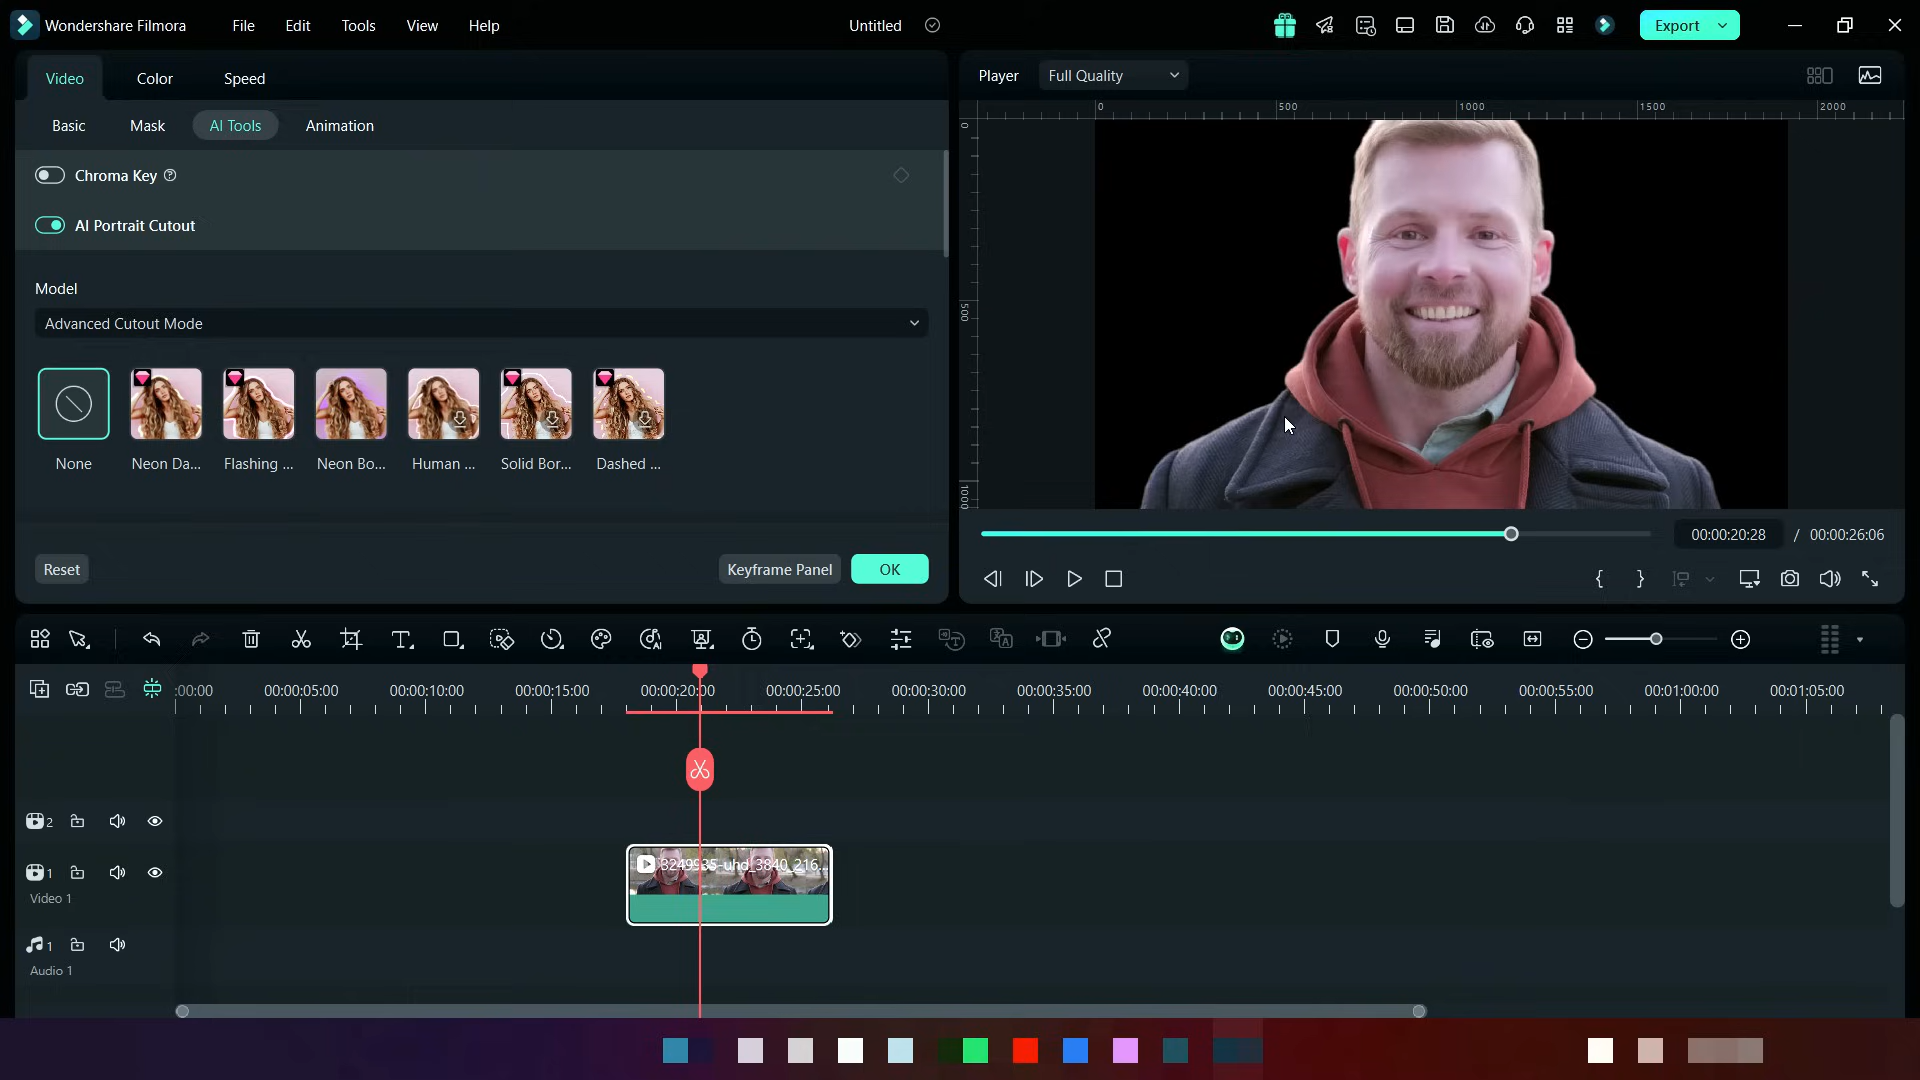 Wondershare Filmora
File
Edit
Tools
View
Help
Untitled
Export
Video
Color
Speed
Player
Full Quality
Basic
Mask
AI Tools
Animation
0
500
1000
1500
2000
0
500
1000
Chroma Key
AI Portrait Cutout
Model
Advanced Cutout Mode
None
Neon Da...
Flashing ...
Neon Bo...
Human ...
Solid Bor...
Dashed ...
Reset
Keyframe Panel
OK
00:00:20:28 / 00:00:26:06
:00:00
00:00:05:00
00:00:10:00
00:00:15:00
00:00:20:00
00:00:25:00
00:00:30:00
00:00:35:00
00:00:40:00
00:00:45:00
00:00:50:00
00:00:55:00
00:01:00:00
00:01:05:00
2
1
Video 1
3249935-uhd_3840_216...
1
Audio 1